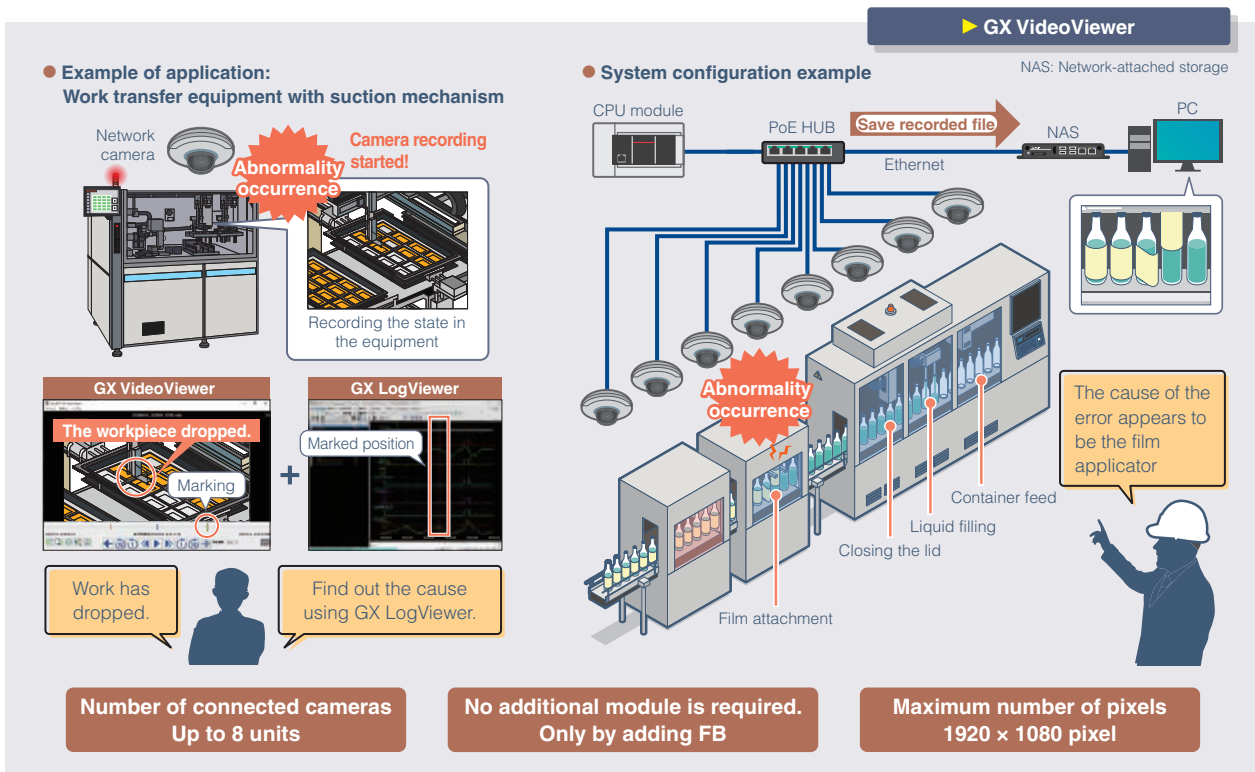 ▶ GX VideoViewer
● Example of application:
Work transfer equipment with suction mechanism
Network
camera
Abnormality
occurrence
Camera recording
started!
Recording the state in
the equipment
GX VideoViewer
The workpiece dropped.
Marking
+
GX LogViewer
Marked position
Work has
dropped.
Find out the cause
using GX LogViewer.
● System configuration example
NAS: Network-attached storage
CPU module
PoE HUB
Save recorded file
Ethernet
NAS
PC
Abnormality
occurrence
The cause of the
error appears to
be the film
applicator
Container feed
Liquid filling
Closing the lid
Film attachment
Number of connected cameras
Up to 8 units
No additional module is required.
Only by adding FB
Maximum number of pixels
1920 × 1080 pixel